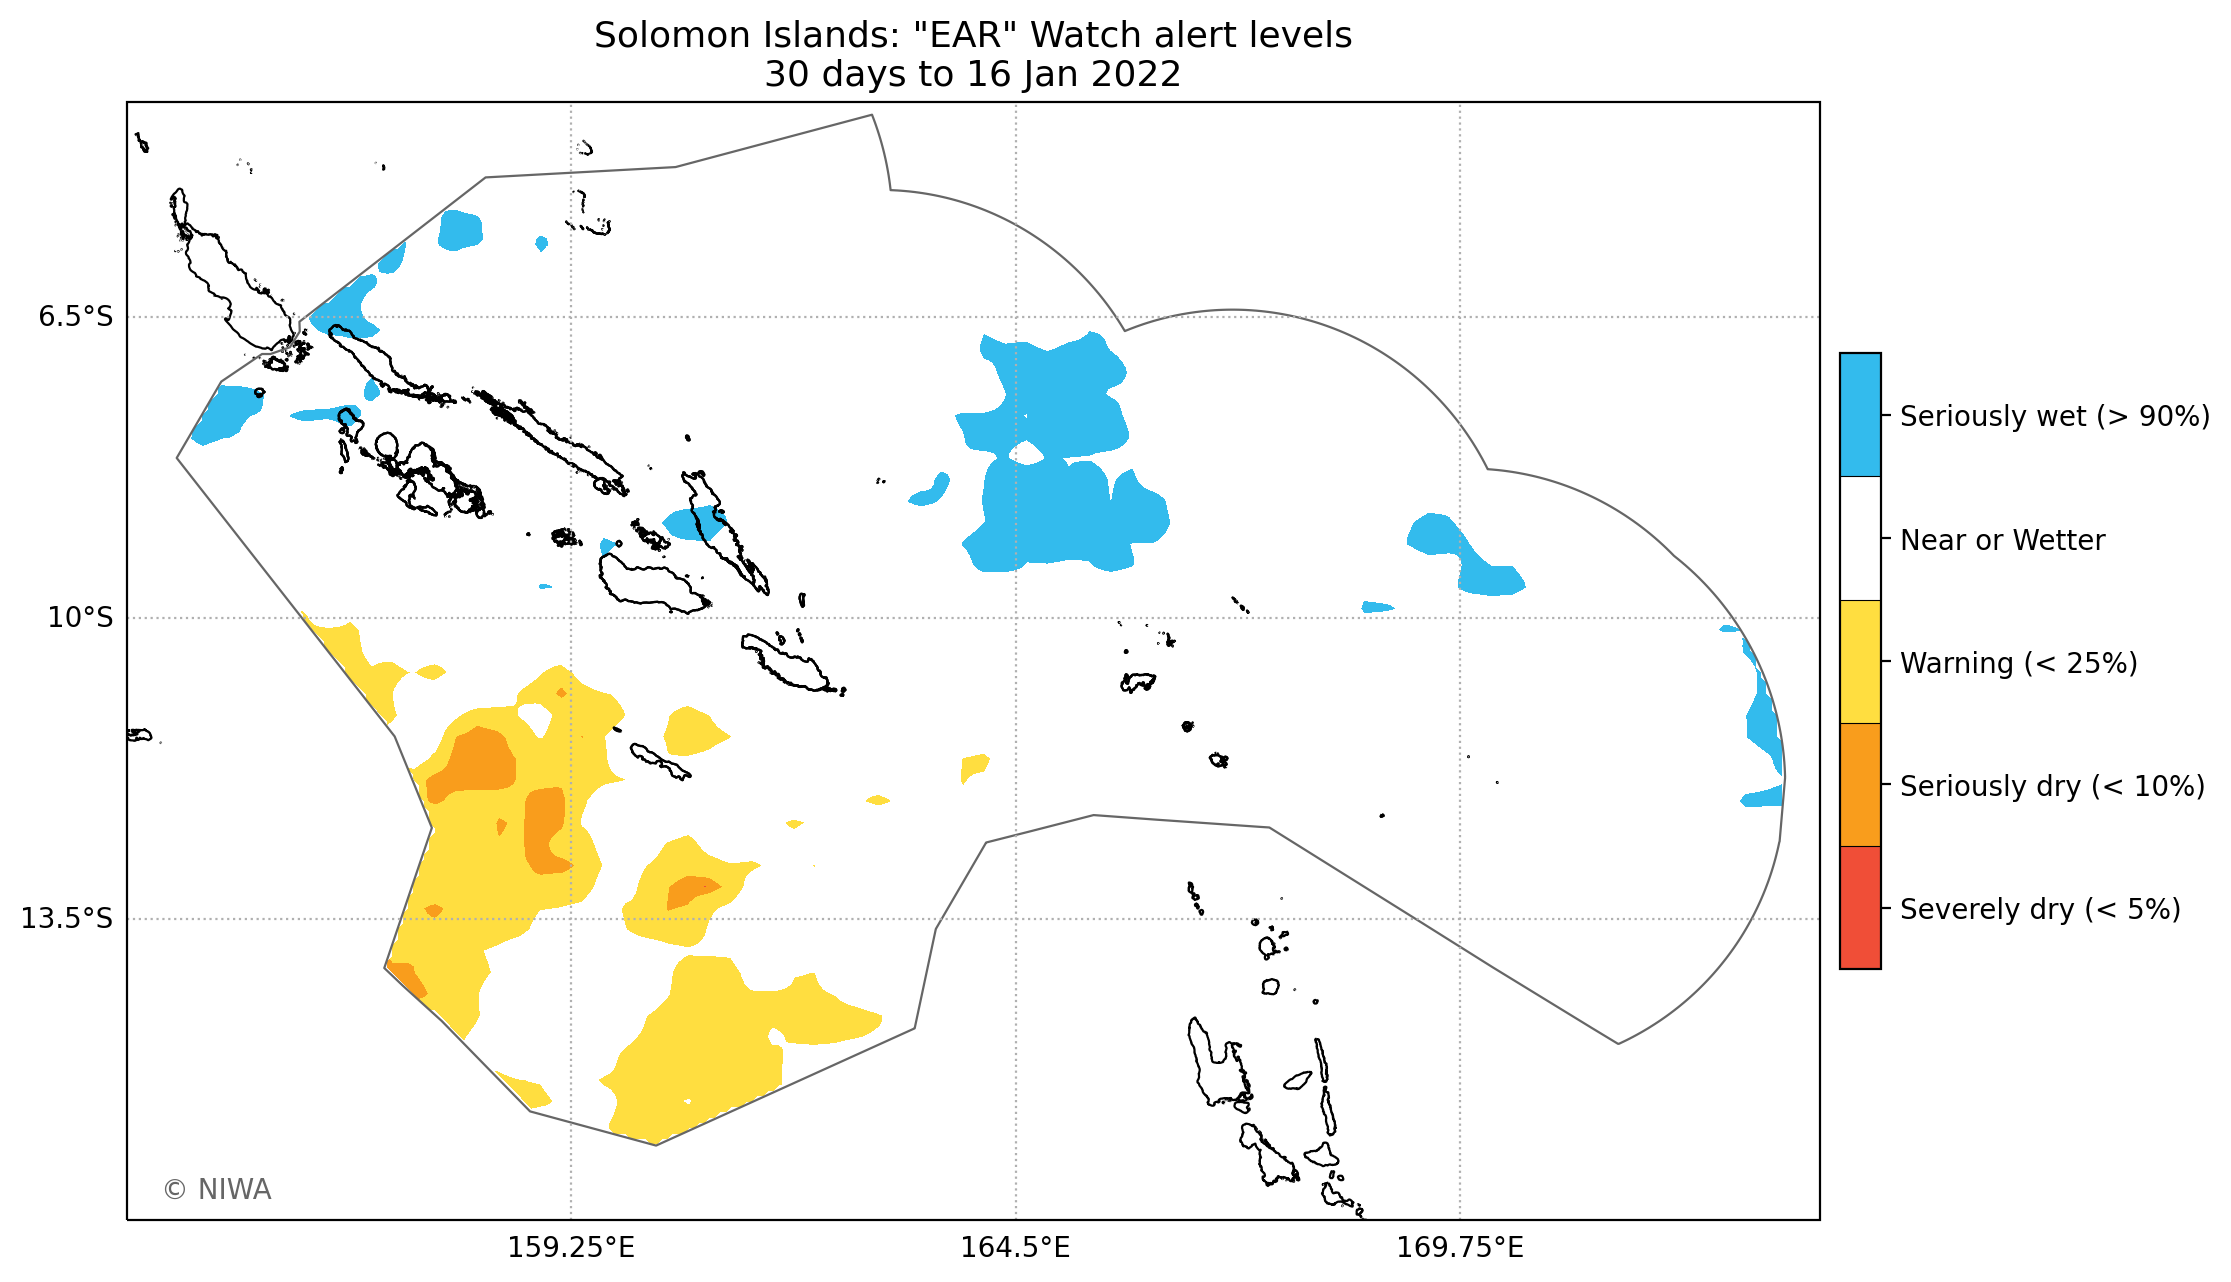 Solomon Islands: "EAR" Watch alert levels
30 days to 16 Jan 2022
6.5°S
10°S
13.5°S
159.25°E
164.5°E
169.75°E
Seriously wet (> 90%)
Near or Wetter
Warning (< 25%)
Seriously dry (< 10%)
Severely dry (< 5%)
© NIWA